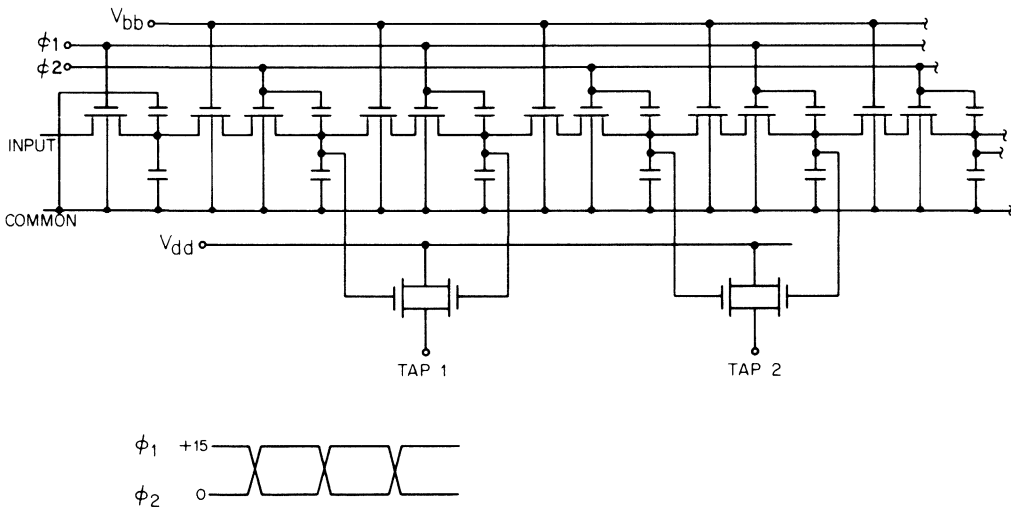 Vbb
ϕ1
ϕ2
INPUT
COMMON
Vdd
TAP 1 TAP 2
ϕ1 +15
ϕ2 0